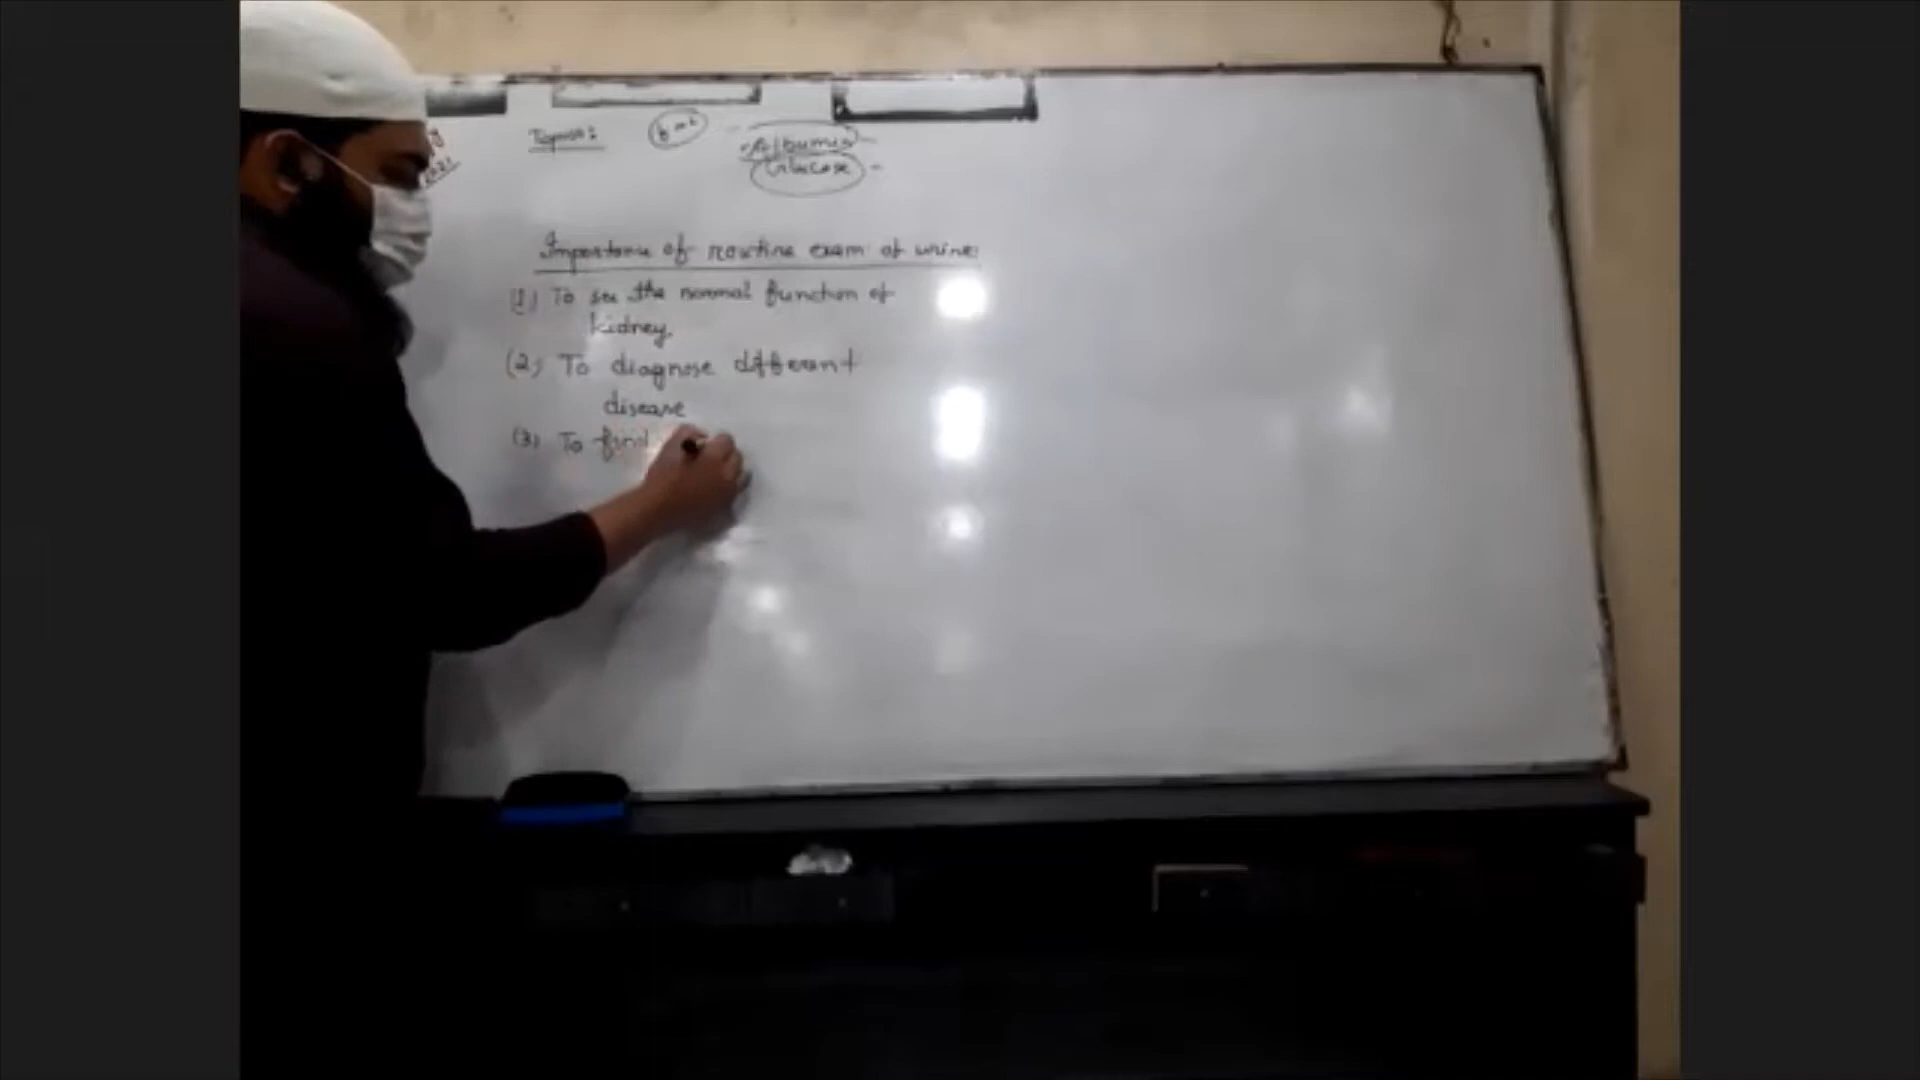 Albumin
Glucose
Importance of routine exam of urine:
(1) To see the normal function of
kidney.
(2) To diagnose different
disease
(3) To find